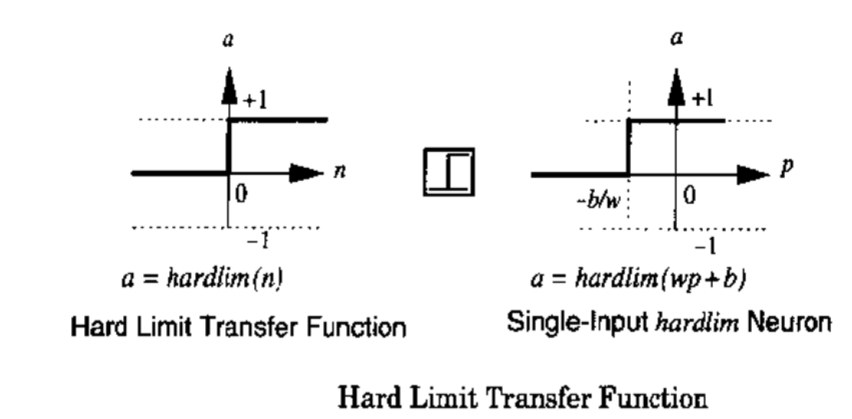 a
+1
n
0
-1
a = hardlim(n)
Hard Limit Transfer Function
a
+1
p
-b/w
0
-1
a = hardlim(wp+b)
Single-Input hardlim Neuron
Hard Limit Transfer Function